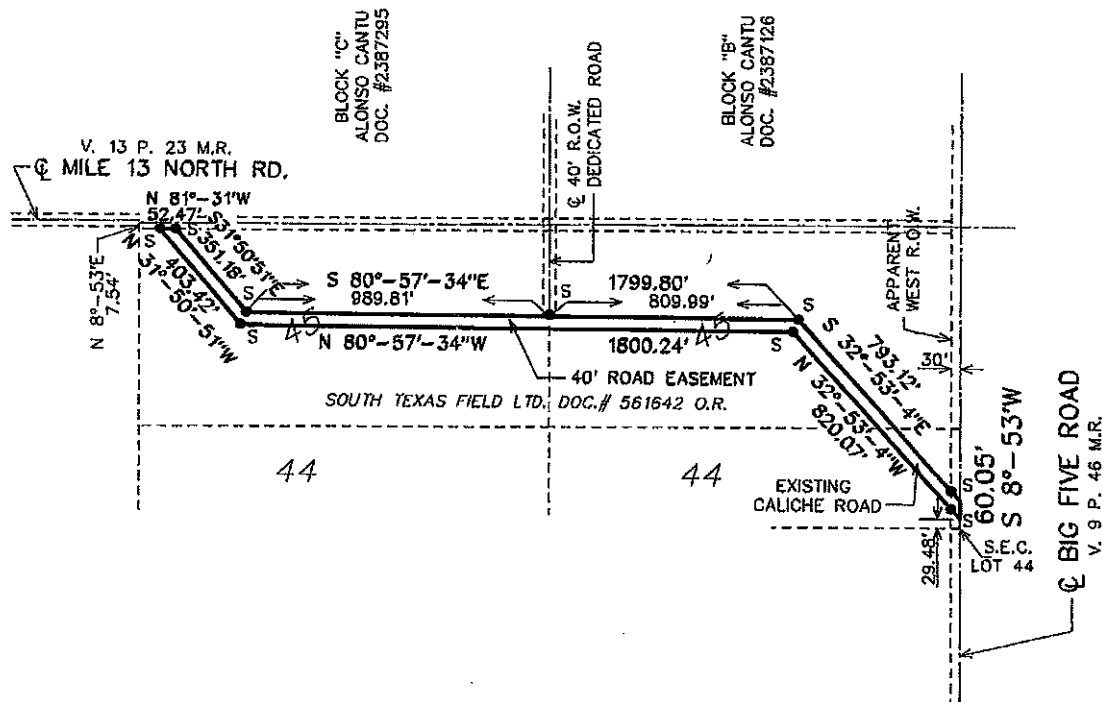 BLOCK "C"
ALONSO CANTU
DOC. #2387295
BLOCK "B"
ALONSO CANTU
DOC. #2387126
V. 13 P. 23 M.R.
℄ MILE 13 NORTH RD.
℄ 40' R.O.W.
DEDICATED ROAD
N 81°-31'W
52.47'
S31°50'51"E
351.18'
N 8°-53'E
7.54'
S
S
N 31°-50'-51"W
403.42'
S
S
S 80°-57'-34"E
989.81'
S
1799.80'
809.99'
S
S
45
45
N 80°-57'-34"W
1800.24'
40' ROAD EASEMENT
SOUTH TEXAS FIELD LTD. DOC.# 561642 O.R.
APPARENT
WEST R.O.W.
30'
793.12'
S 32°-53'-4"E
N 32°-53'-4"W
820.07'
44
44
EXISTING
CALICHE ROAD
S
S
60.05'
S 8°-53'W
29.48'
S.E.C.
LOT 44
℄ BIG FIVE ROAD
V. 9 P. 46 M.R.